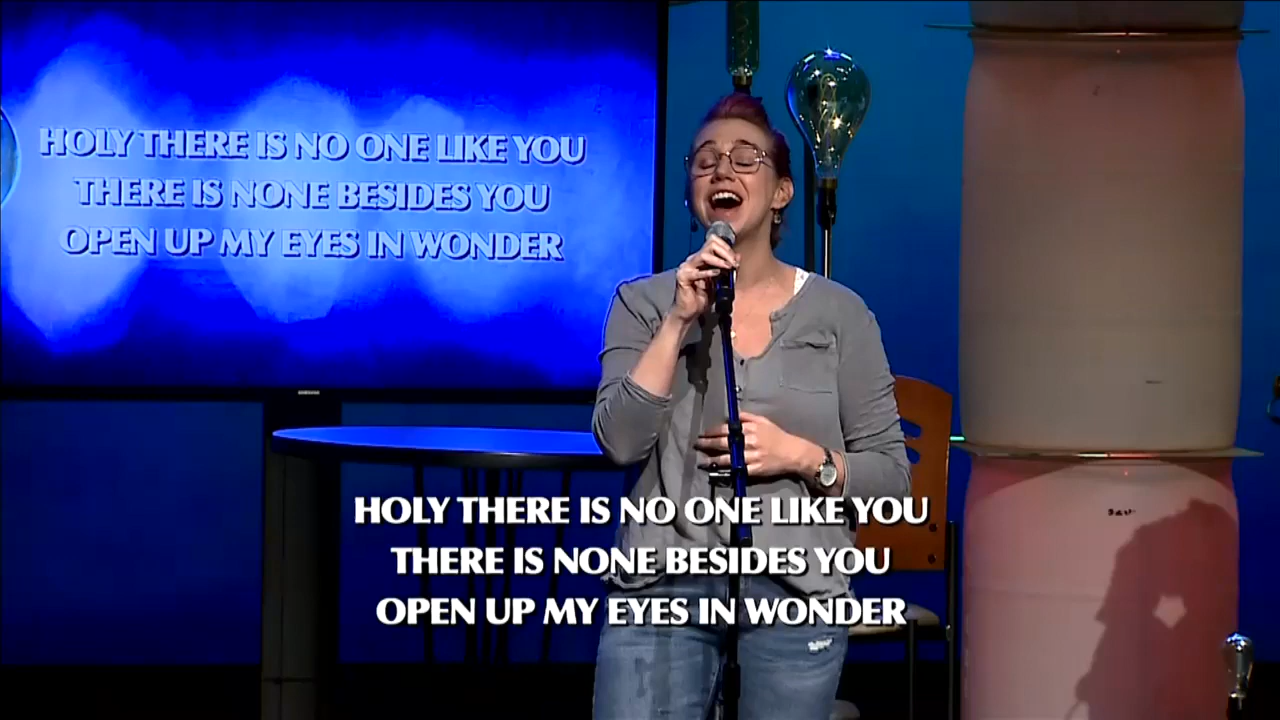 HOLY THERE IS NO ONE LIKE YOU
THERE IS NONE BESIDES YOU
OPEN UP MY EYES IN WONDER
HOLY THERE IS NO ONE LIKE YOU
THERE IS NONE BESIDES YOU
OPEN UP MY EYES IN WONDER